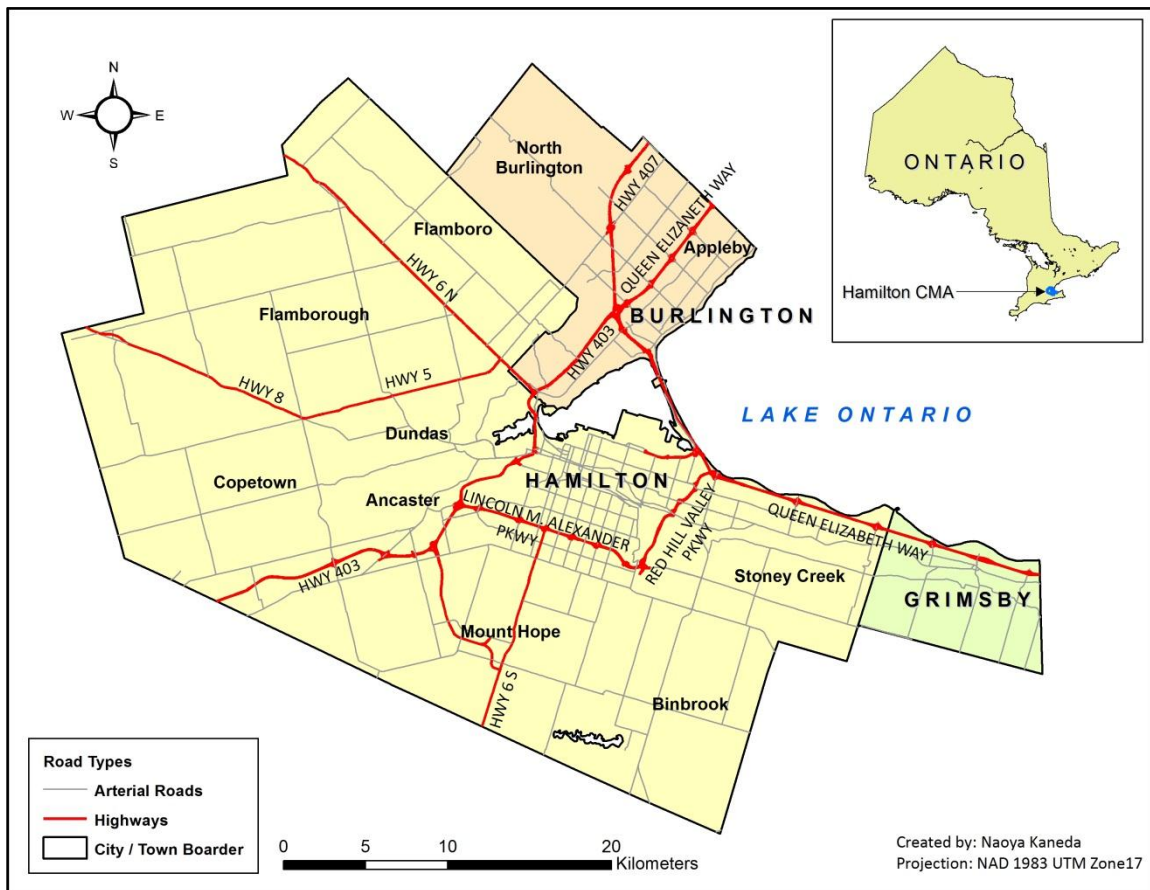 N
W
E
S
North
Burlington
HWY 407
QUEEN ELIZANETH WAY
Flamboro
Appleby
HWY 6 N
Flamborough
BURLINGTON
HWY 403
HWY 8
HWY 5
LAKE ONTARIO
Dundas
Copetown
Ancaster
HAMILTON
LINCOLN M. ALEXANDER
PKWY
RED HILL VALLEY
PKWY
QUEEN ELIZABETH WAY
HWY 403
Stoney Creek
GRIMSBY
Mount Hope
HWY 6 S
Binbrook
ONTARIO
Hamilton CMA
Road Types
Arterial Roads
Highways
City / Town Boarder
0 5 10 20
Kilometers
Created by: Naoya Kaneda
Projection: NAD 1983 UTM Zone17